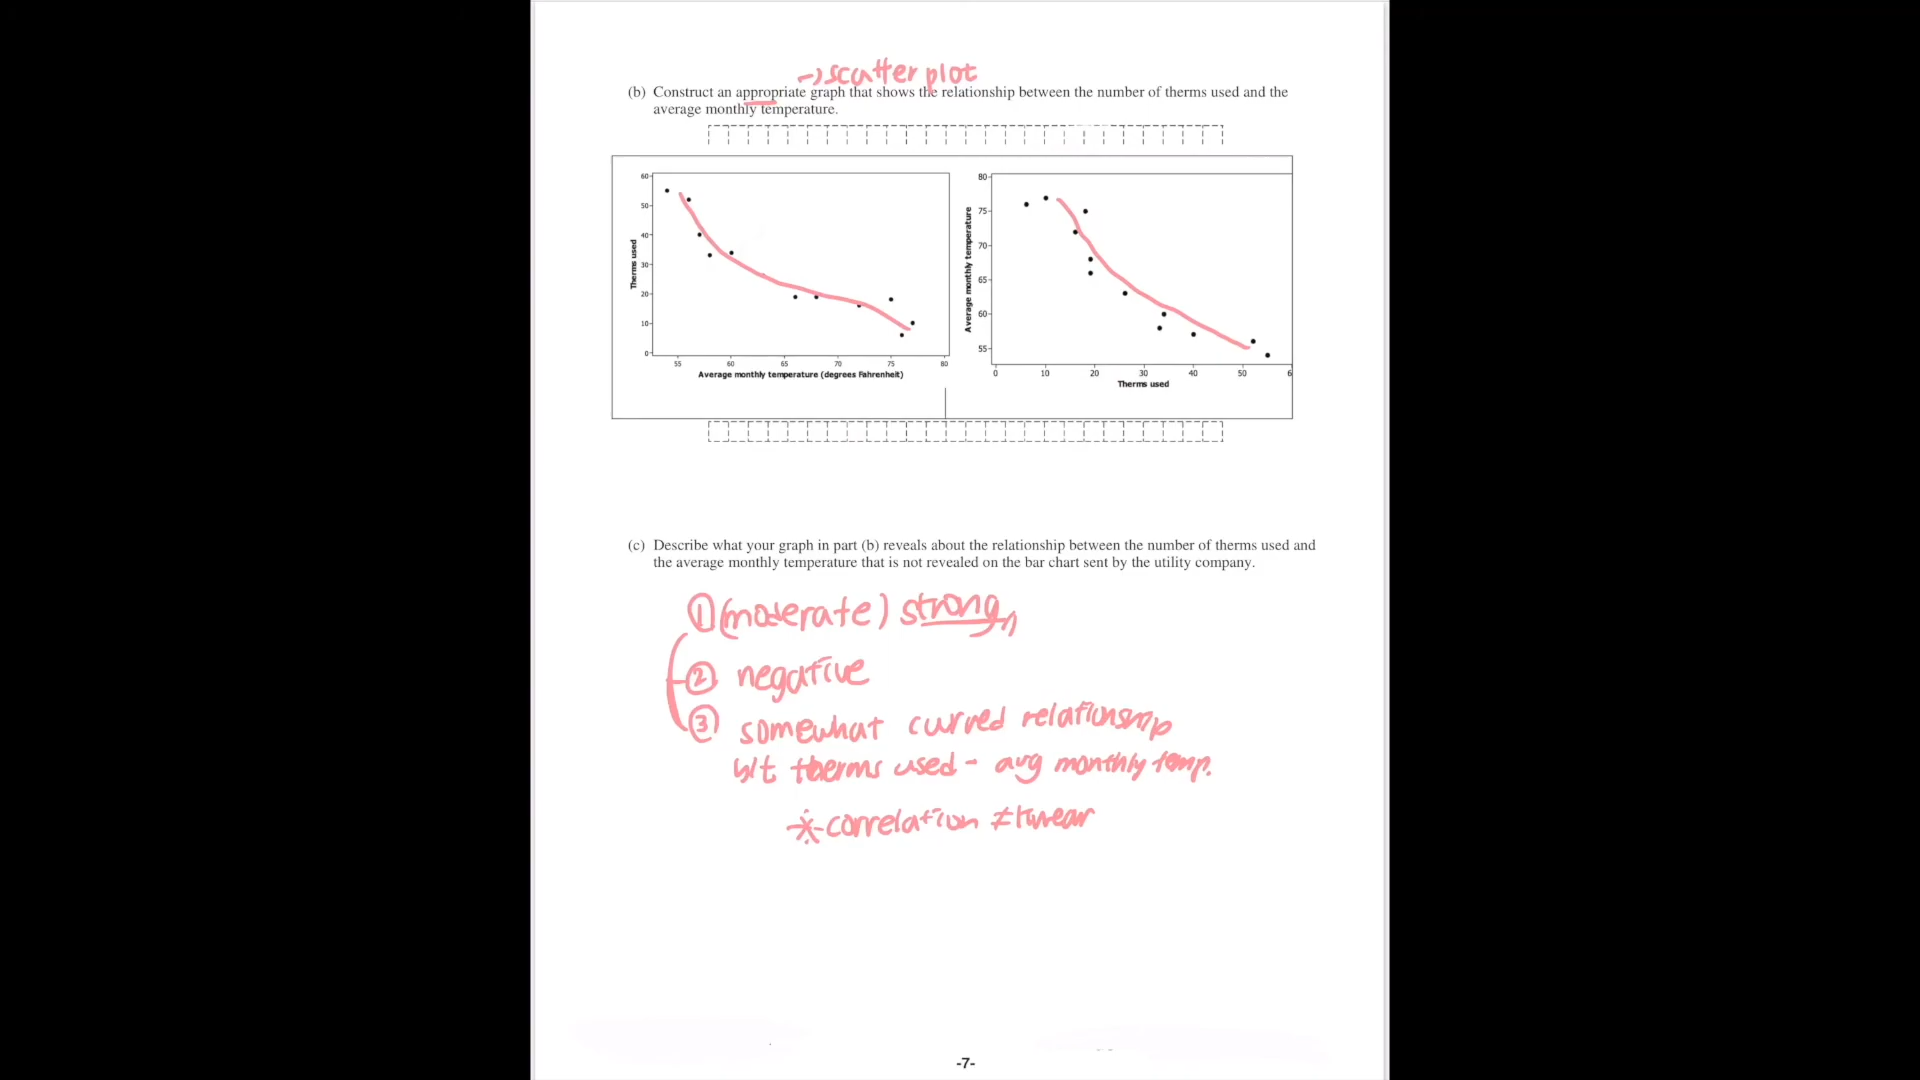 → scatter plot
(b) Construct an appropriate graph that shows the relationship between the number of therms used and the
average monthly temperature.
60
50
40
30
20
10
0
Therms used
55 60 65 70 75 80
Average monthly temperature (degrees Fahrenheit)
80
75
70
65
60
55
Average monthly temperature
0 10 20 30 40 50 6
Therms used
(c) Describe what your graph in part (b) reveals about the relationship between the number of therms used and
the average monthly temperature that is not revealed on the bar chart sent by the utility company.
① (moderate) strong,
② negative
③ somewhat curved relationship
b/t therms used - avg monthly temp.
※ correlation ≠ linear
-7-